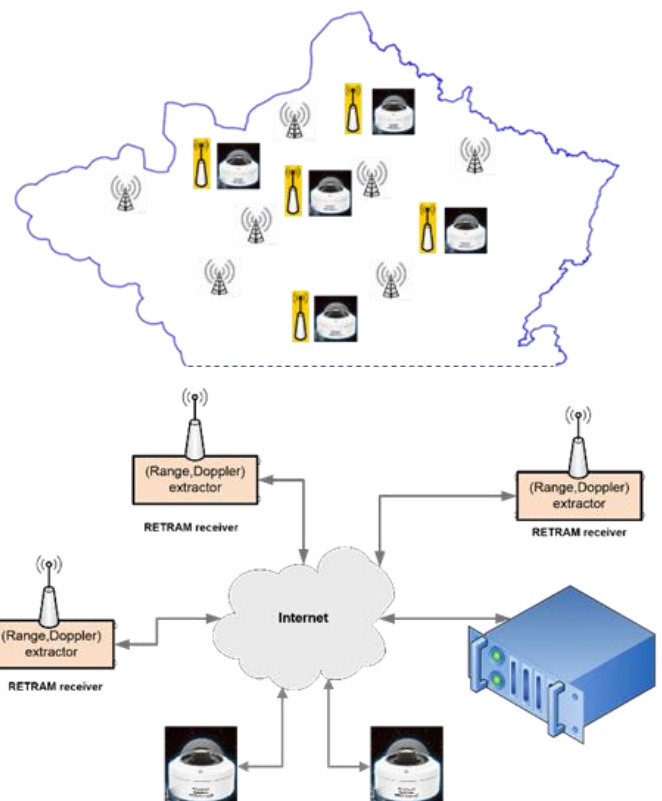 (Range,Doppler)
extractor
RETRAM receiver
(Range,Doppler)
extractor
RETRAM receiver
Internet
(Range,Doppler)
extractor
RETRAM receiver